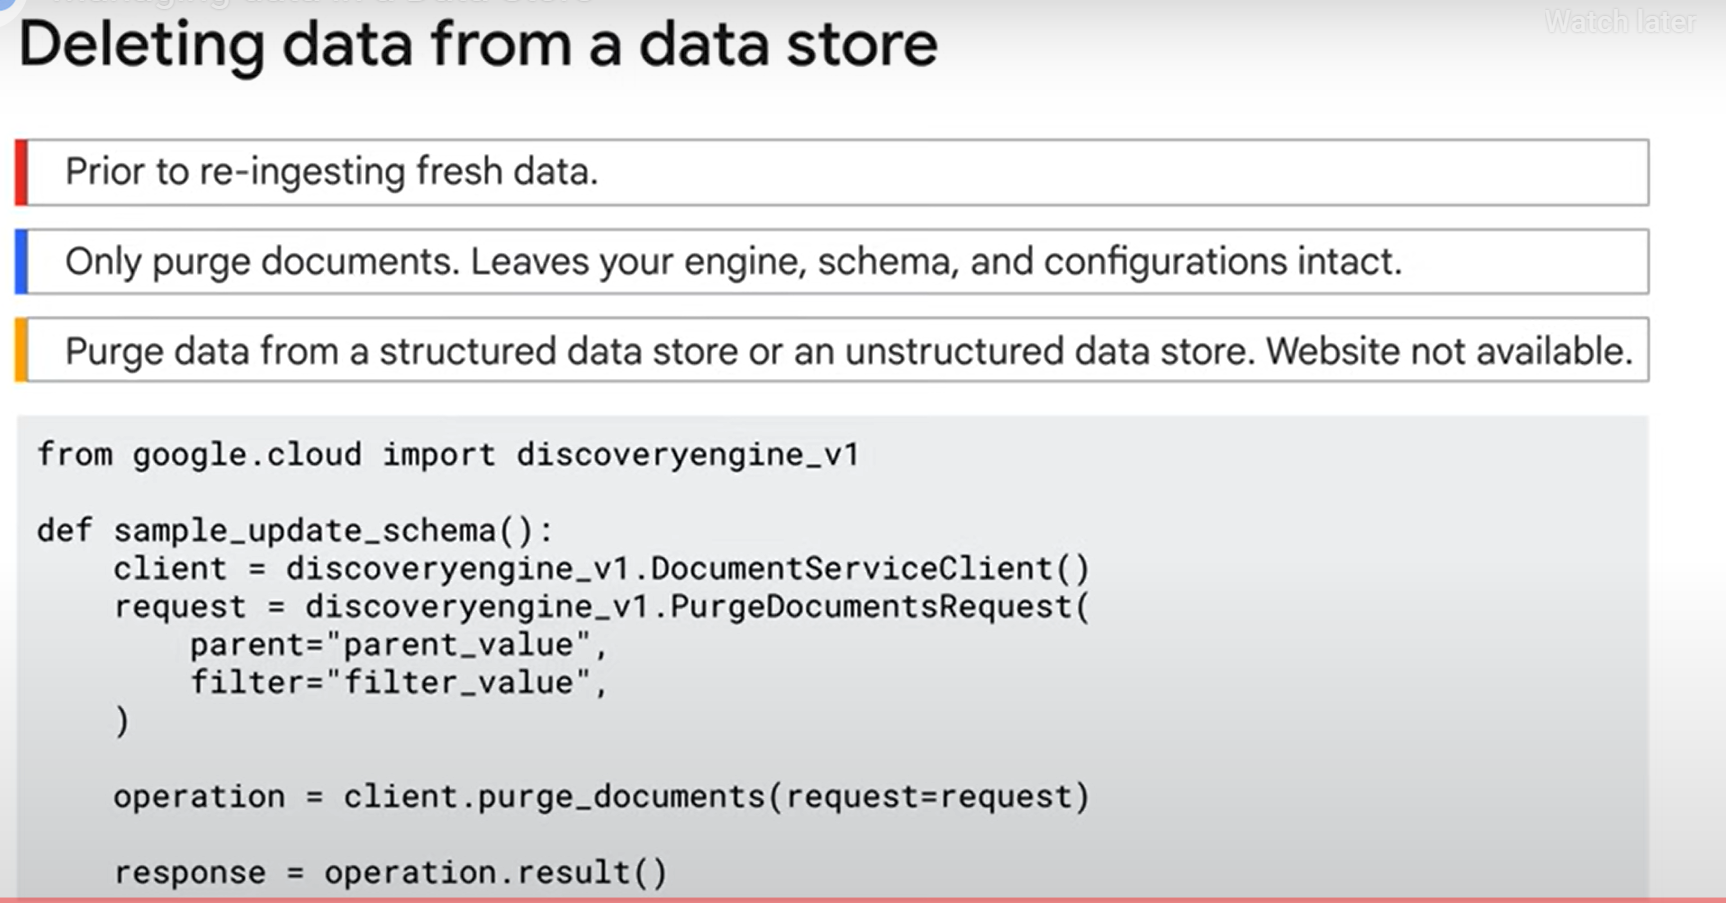 Deleting data from a data store
Watch later
Prior to re-ingesting fresh data.
Only purge documents. Leaves your engine, schema, and configurations intact.
Purge data from a structured data store or an unstructured data store. Website not available.
from google.cloud import discoveryengine_v1
def sample_update_schema():
    client = discoveryengine_v1.DocumentServiceClient()
    request = discoveryengine_v1.PurgeDocumentsRequest(
        parent="parent_value",
        filter="filter_value",
    )
    operation = client.purge_documents(request=request)
    response = operation.result()